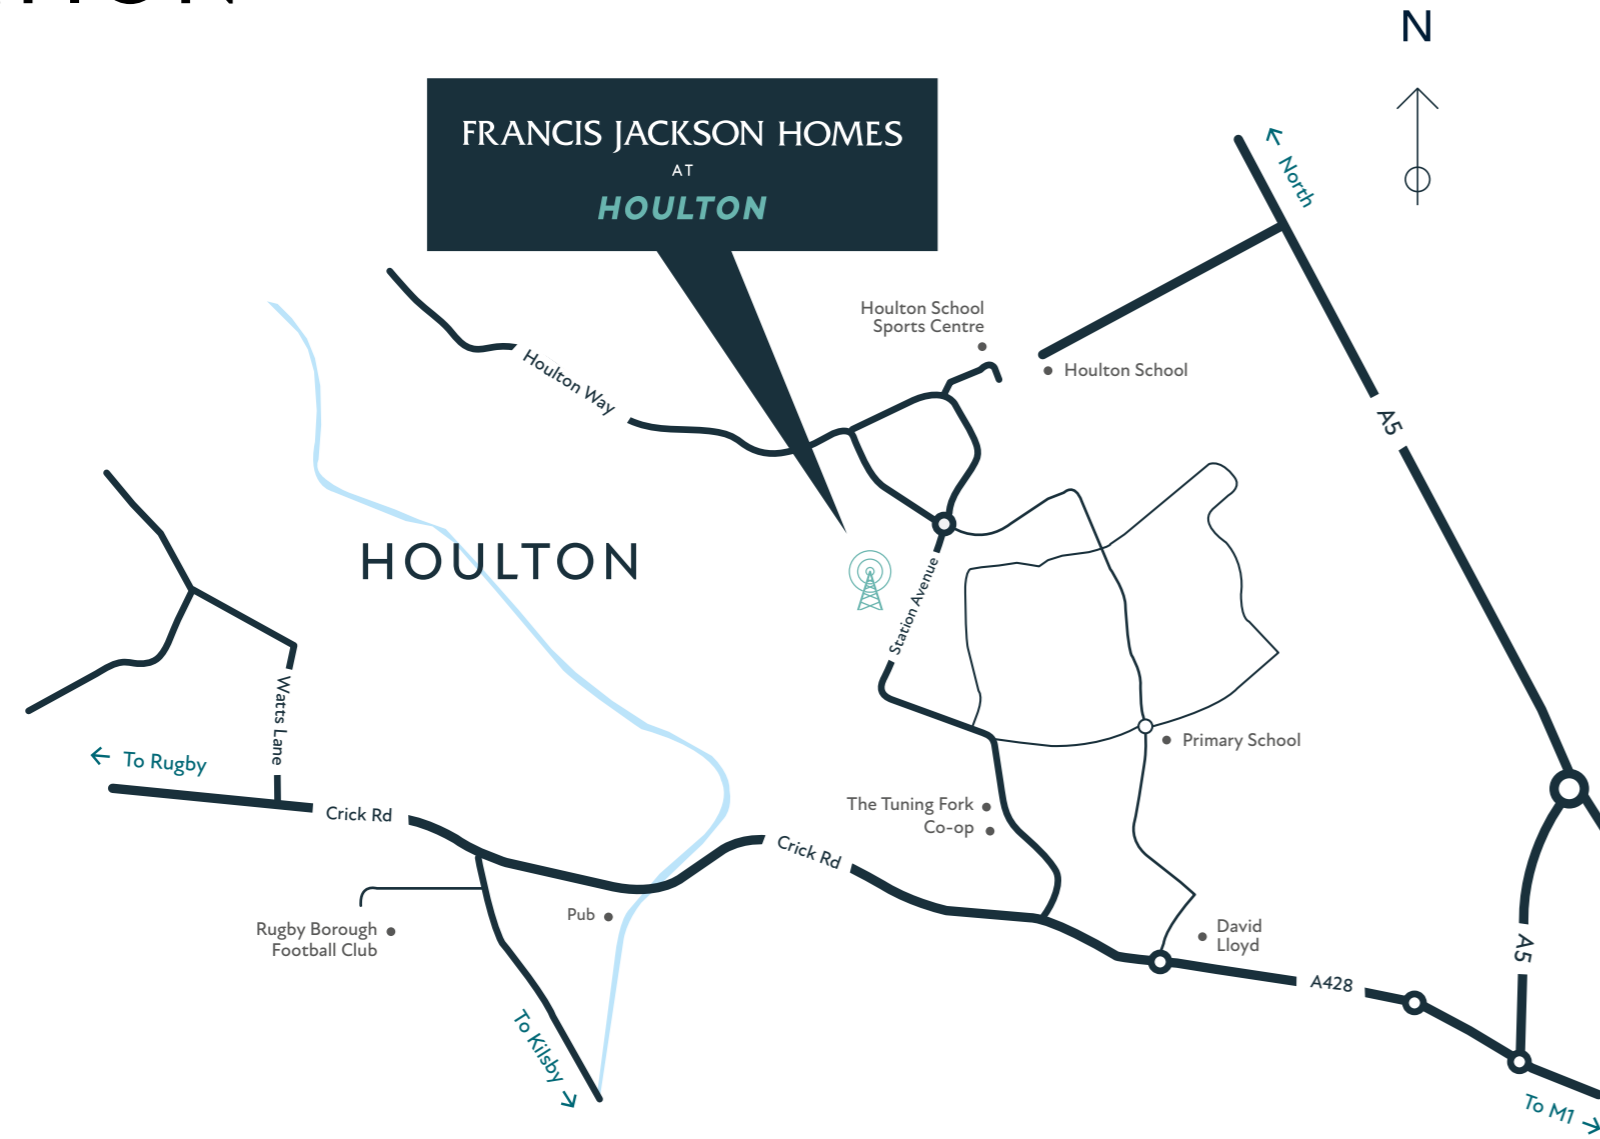 N
FRANCIS JACKSON HOMES
AT
HOULTON
North
Houlton School
Sports Centre
Houlton Way
Houlton School
A5
HOULTON
Station Avenue
Watts Lane
To Rugby
Primary School
Crick Rd
The Tuning Fork
Co-op
Crick Rd
Pub
Rugby Borough
Football Club
David
Lloyd
A5
A428
To Kilsby
To M1